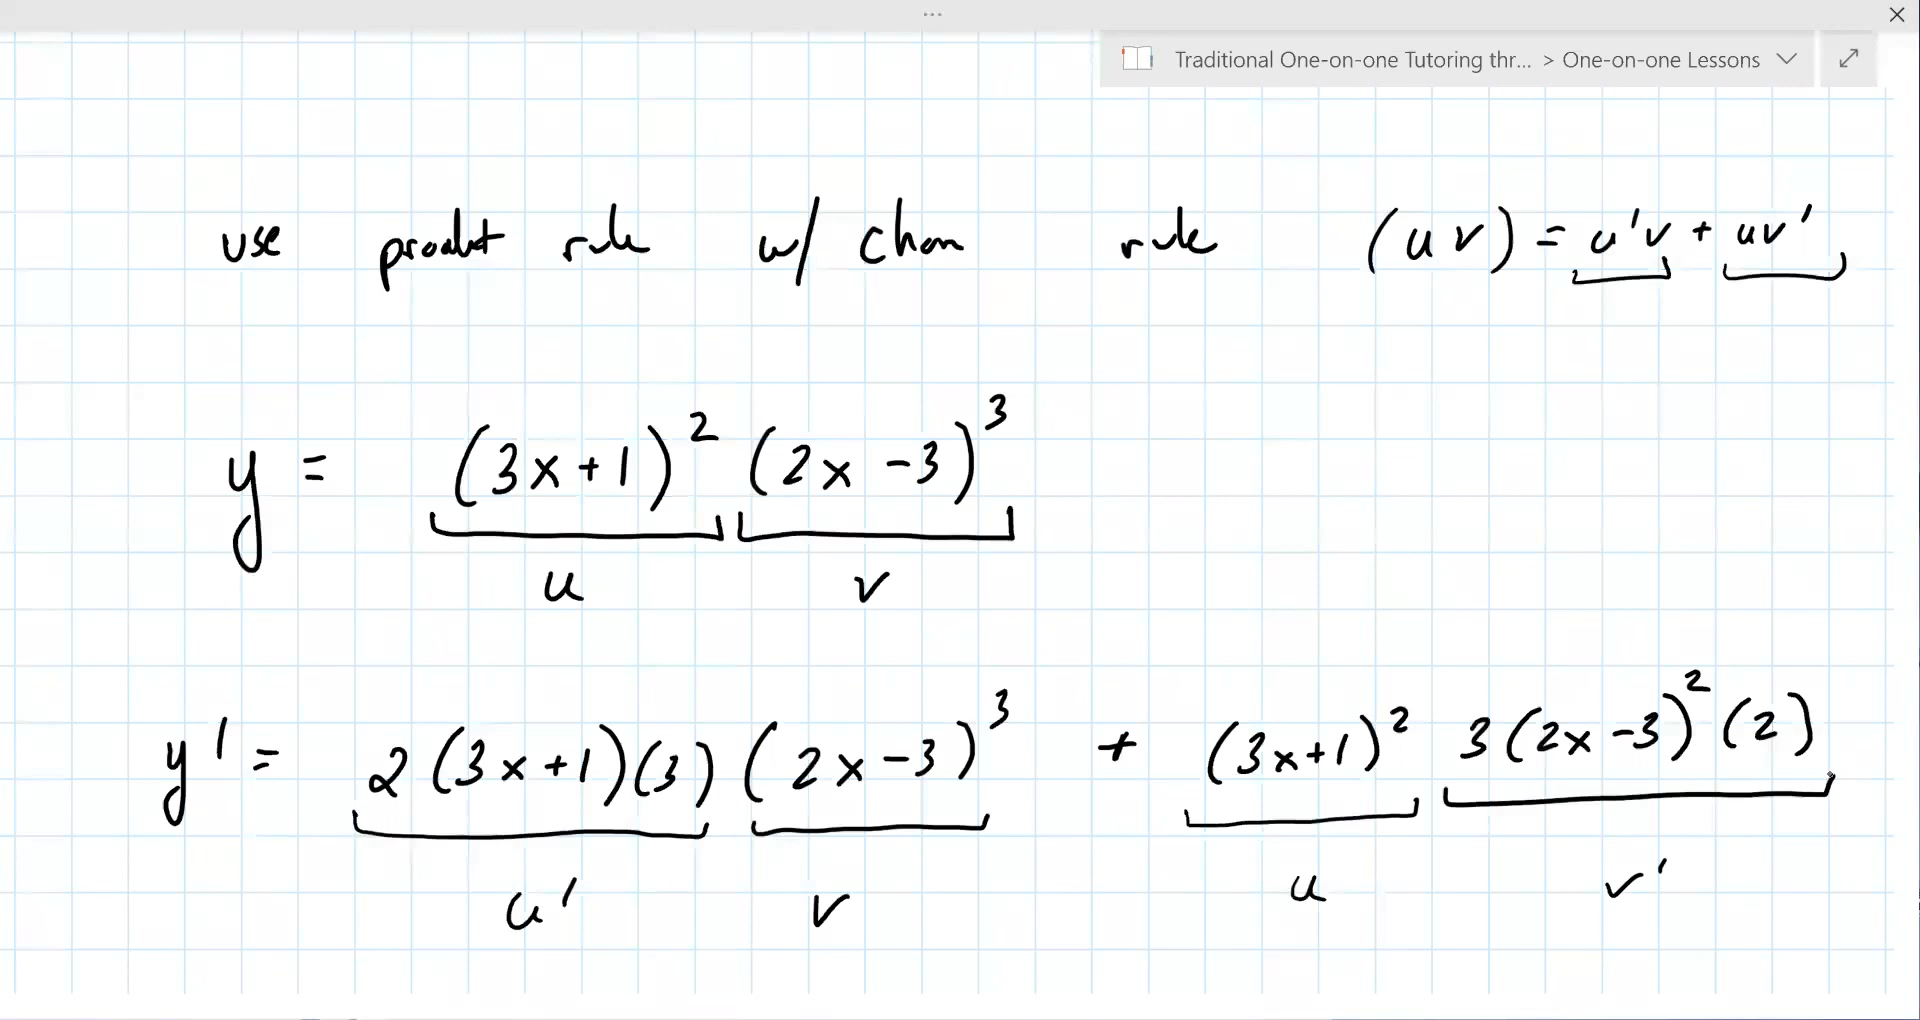 ...
Traditional One-on-one Tutoring thr... > One-on-one Lessons
use product rule w/ chain rule (uv) = u'v + uv'
y = (3x+1)² (2x-3)³
u v
y' = 2(3x+1)(3)(2x-3)³ + (3x+1)² 3(2x-3)²(2)
u' v u v'